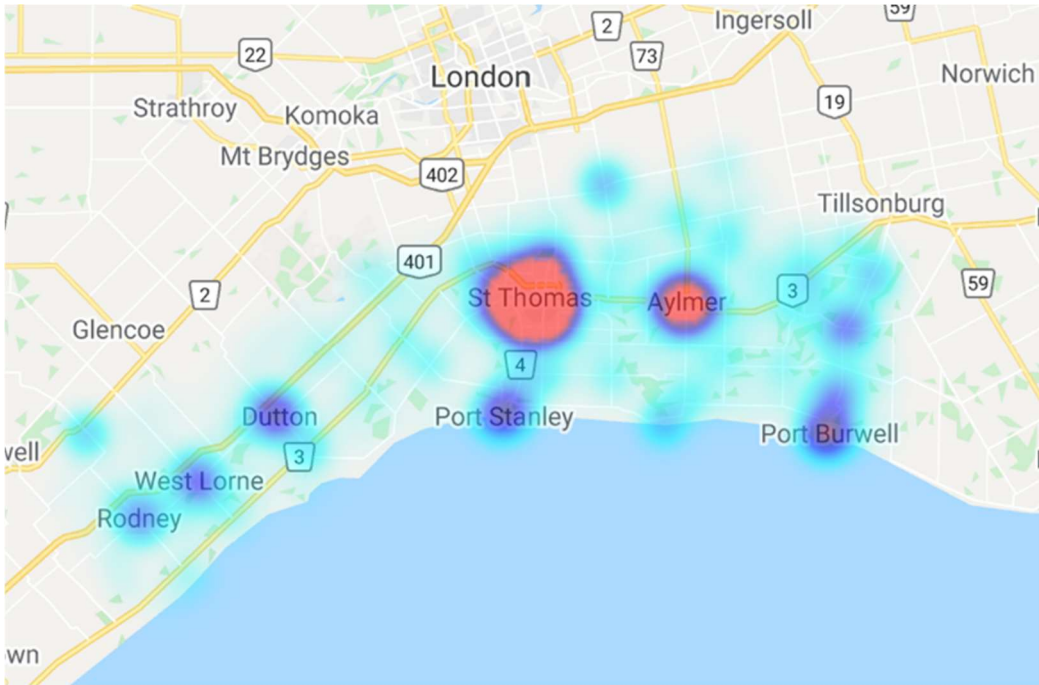 59
2
Ingersoll
22
73
London
Norwich
Strathroy
19
Komoka
Mt Brydges
402
Tillsonburg
401
59
2
3
St Thomas
Aylmer
Glencoe
4
Dutton
Port Stanley
Port Burwell
well
3
West Lorne
Rodney
own